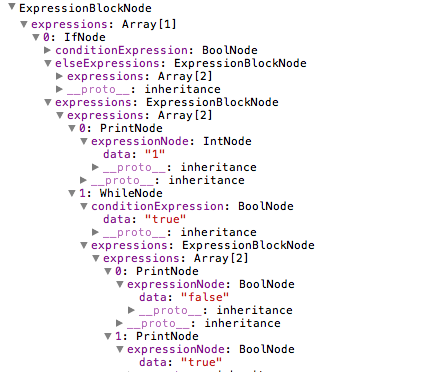 ▼ExpressionBlockNode
▼expressions: Array[1]
▼0: IfNode
▶conditionExpression: BoolNode
▼elseExpressions: ExpressionBlockNode
▶expressions: Array[2]
▶__proto__: inheritance
▼expressions: ExpressionBlockNode
▼expressions: Array[2]
▼0: PrintNode
▼expressionNode: IntNode
data: "1"
▶__proto__: inheritance
▶__proto__: inheritance
▼1: WhileNode
▼conditionExpression: BoolNode
data: "true"
▶__proto__: inheritance
▼expressions: ExpressionBlockNode
▼expressions: Array[2]
▼0: PrintNode
▼expressionNode: BoolNode
data: "false"
▶__proto__: inheritance
▶__proto__: inheritance
▼1: PrintNode
▼expressionNode: BoolNode
data: "true"